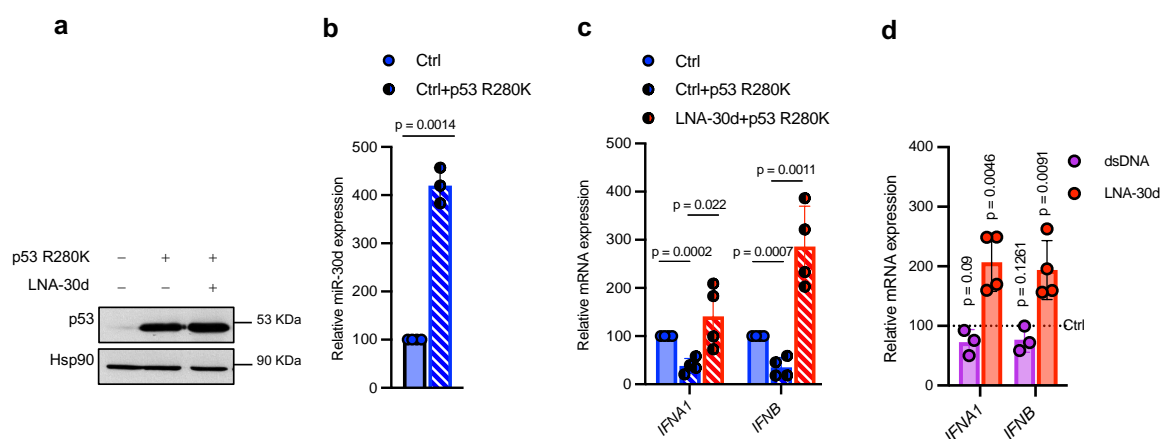 a
p53 R280K – + +
LNA-30d – – +
p53
53 KDa
Hsp90
90 KDa
b
Ctrl
Ctrl+p53 R280K
p = 0.0014
Relative miR-30d expression
500
400
300
200
100
0
c
Ctrl
Ctrl+p53 R280K
LNA-30d+p53 R280K
p = 0.0011
p = 0.022
p = 0.0002
p = 0.0007
Relative mRNA expression
500
400
300
200
100
0
IFNA1
IFNB
d
dsDNA
LNA-30d
p = 0.09
p = 0.0046
p = 0.1261
p = 0.0091
Ctrl
Relative mRNA expression
400
300
200
100
0
IFNA1
IFNB